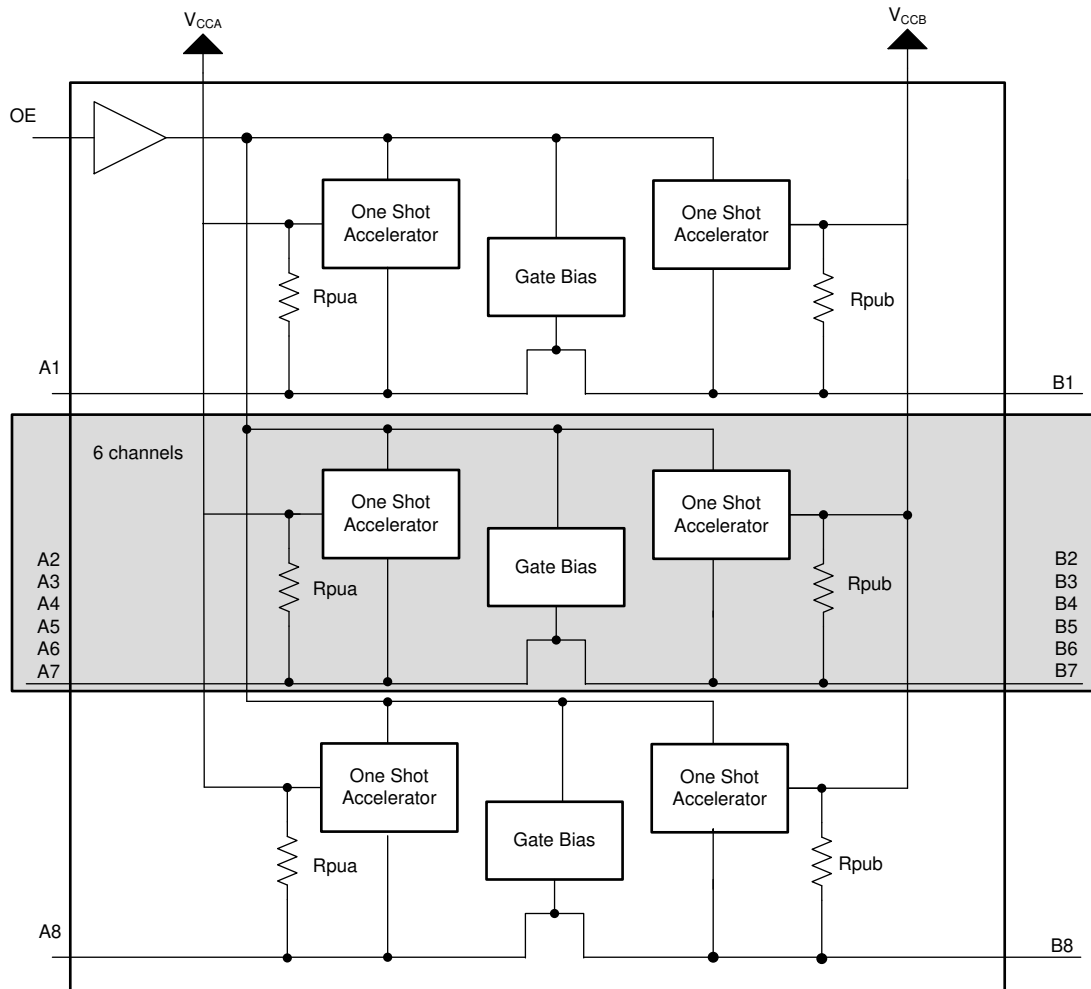 VCCA
VCCB
OE
One Shot
Accelerator
One Shot
Accelerator
Gate Bias
Rpua
Rpub
A1
B1
6 channels
One Shot
Accelerator
One Shot
Accelerator
Gate Bias
Rpua
Rpub
A2
A3
A4
A5
A6
A7
B2
B3
B4
B5
B6
B7
One Shot
Accelerator
One Shot
Accelerator
Gate Bias
Rpua
Rpub
A8
B8